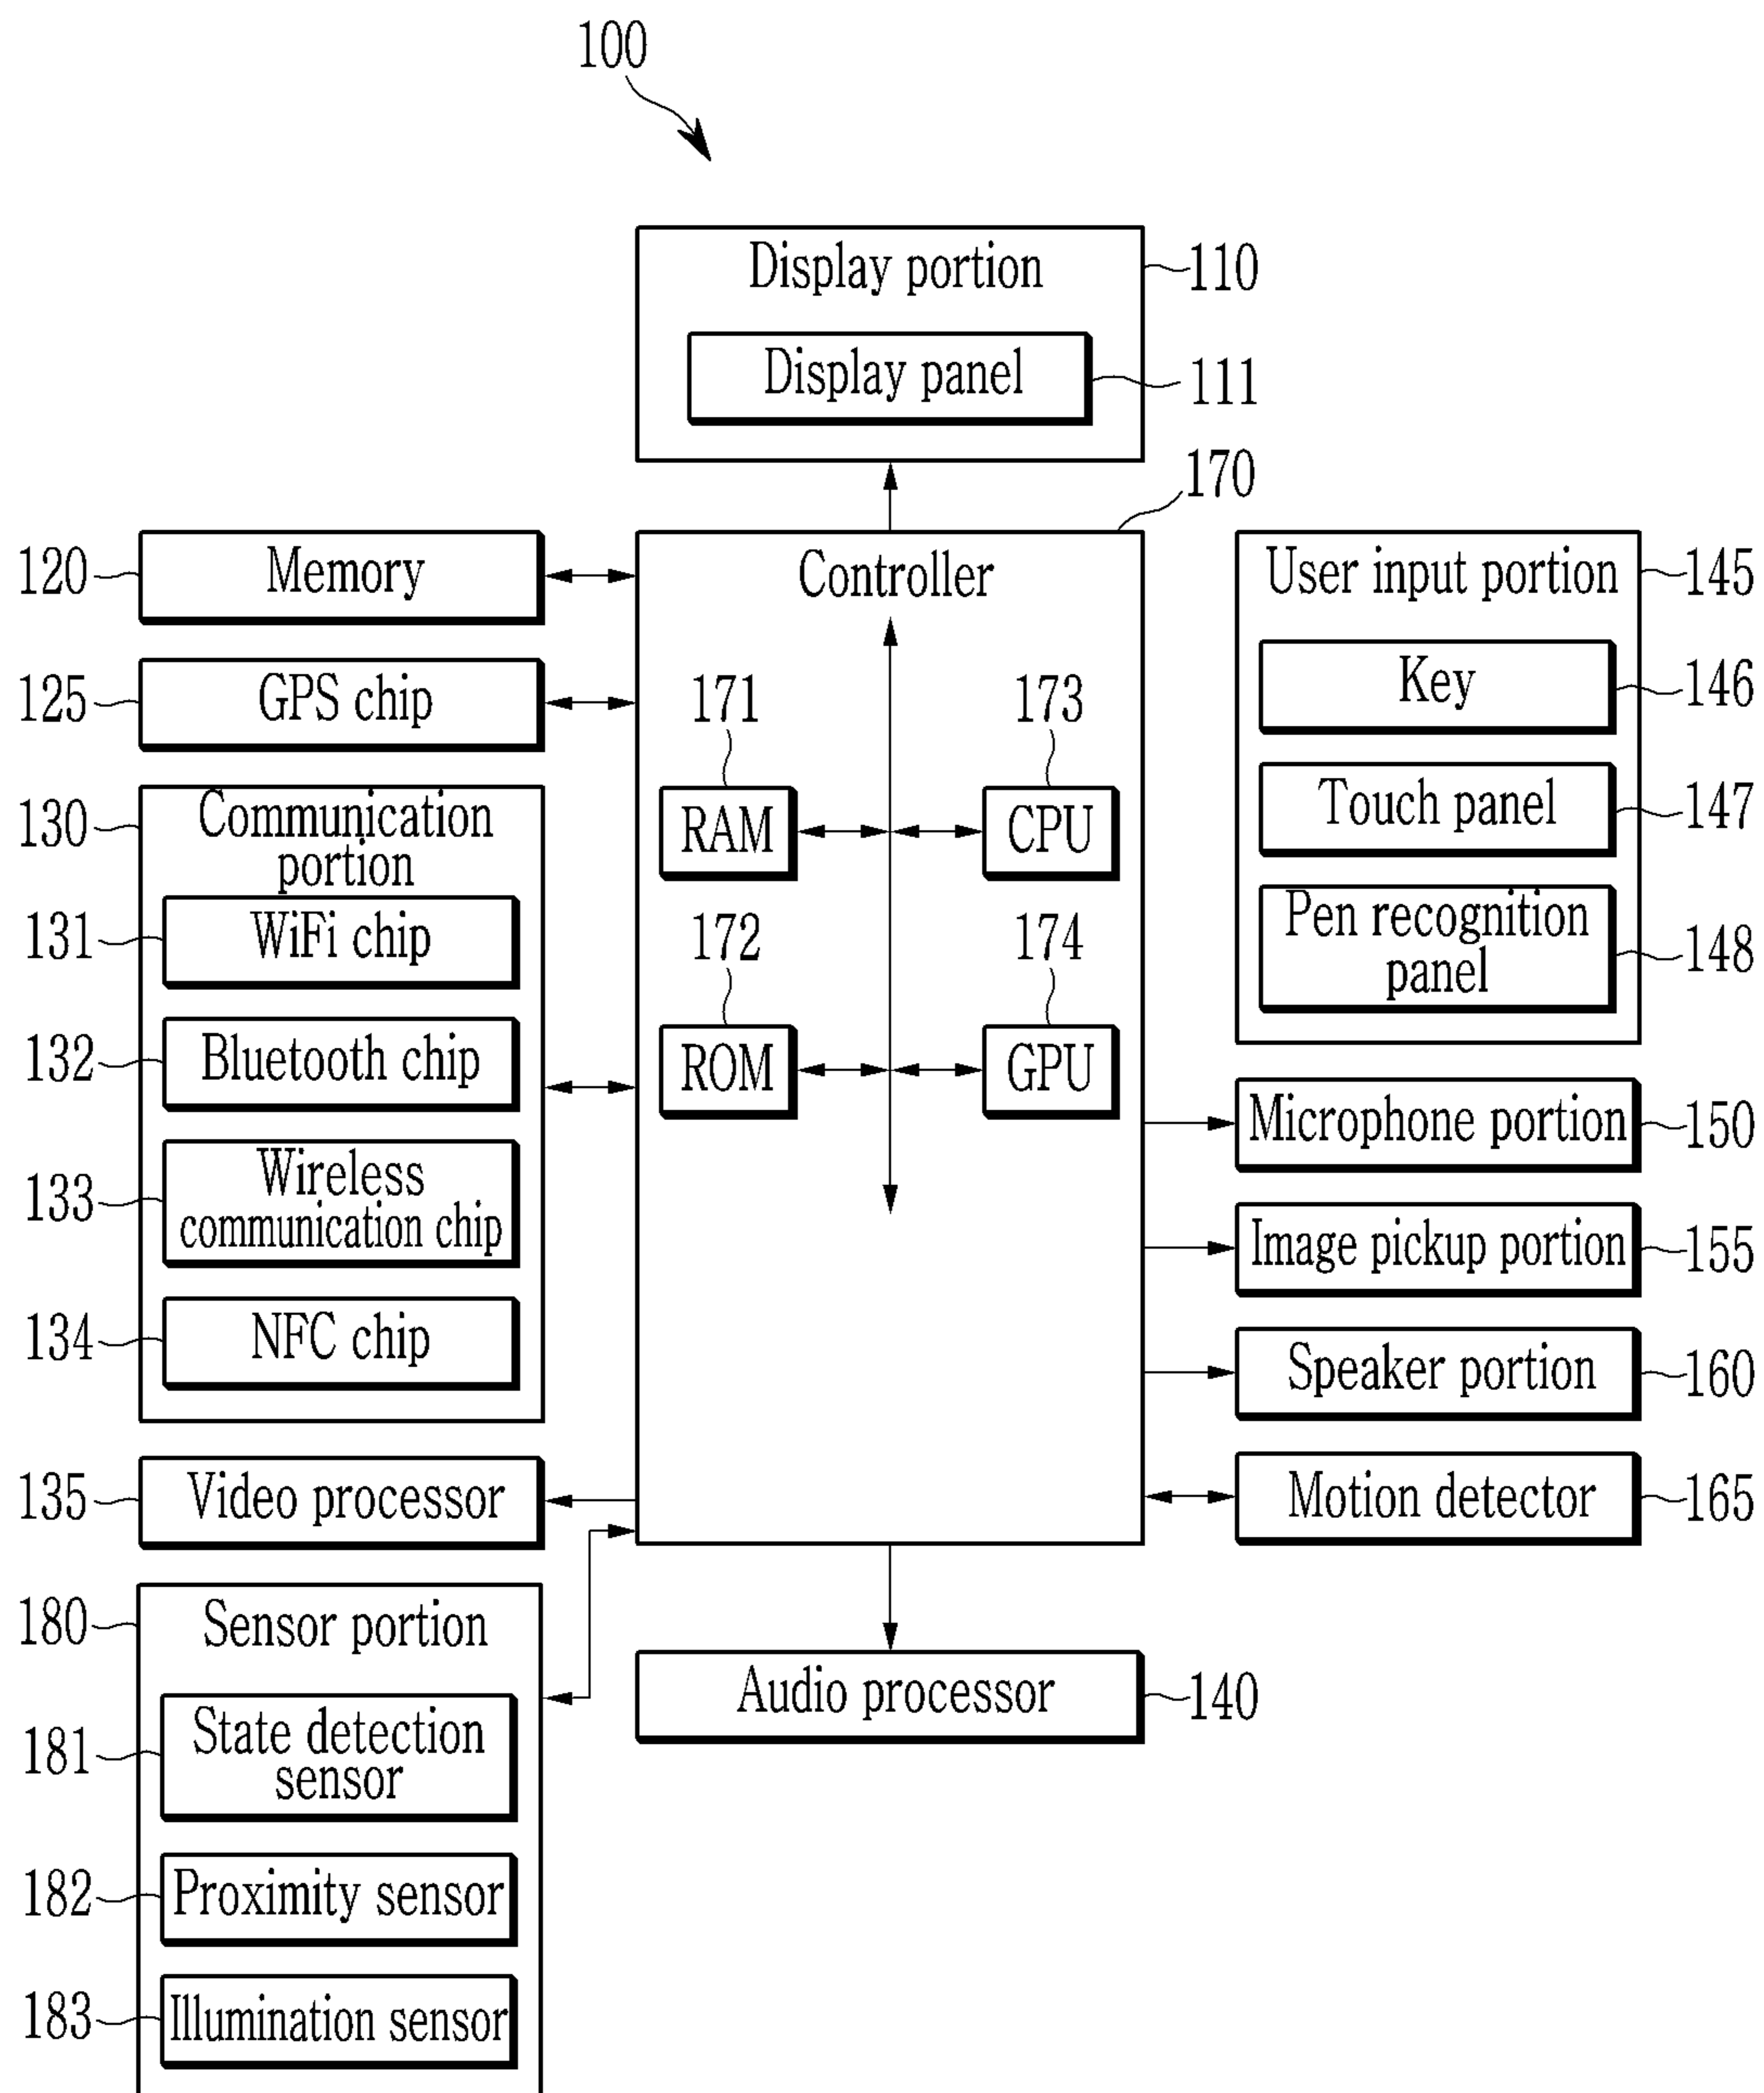 100
Display portion
110
Display panel
111
170
120
Memory
Controller
User input portion
145
125
GPS chip
171
173
Key
146
130
Communication
portion
RAM
CPU
Touch panel
147
131
WiFi chip
172
174
Pen recognition
panel
148
132
Bluetooth chip
ROM
GPU
Microphone portion
150
133
Wireless
communication chip
Image pickup portion
155
134
NFC chip
Speaker portion
160
135
Video processor
Motion detector
165
180
Sensor portion
Audio processor
140
181
State detection
sensor
182
Proximity sensor
183
Illumination sensor